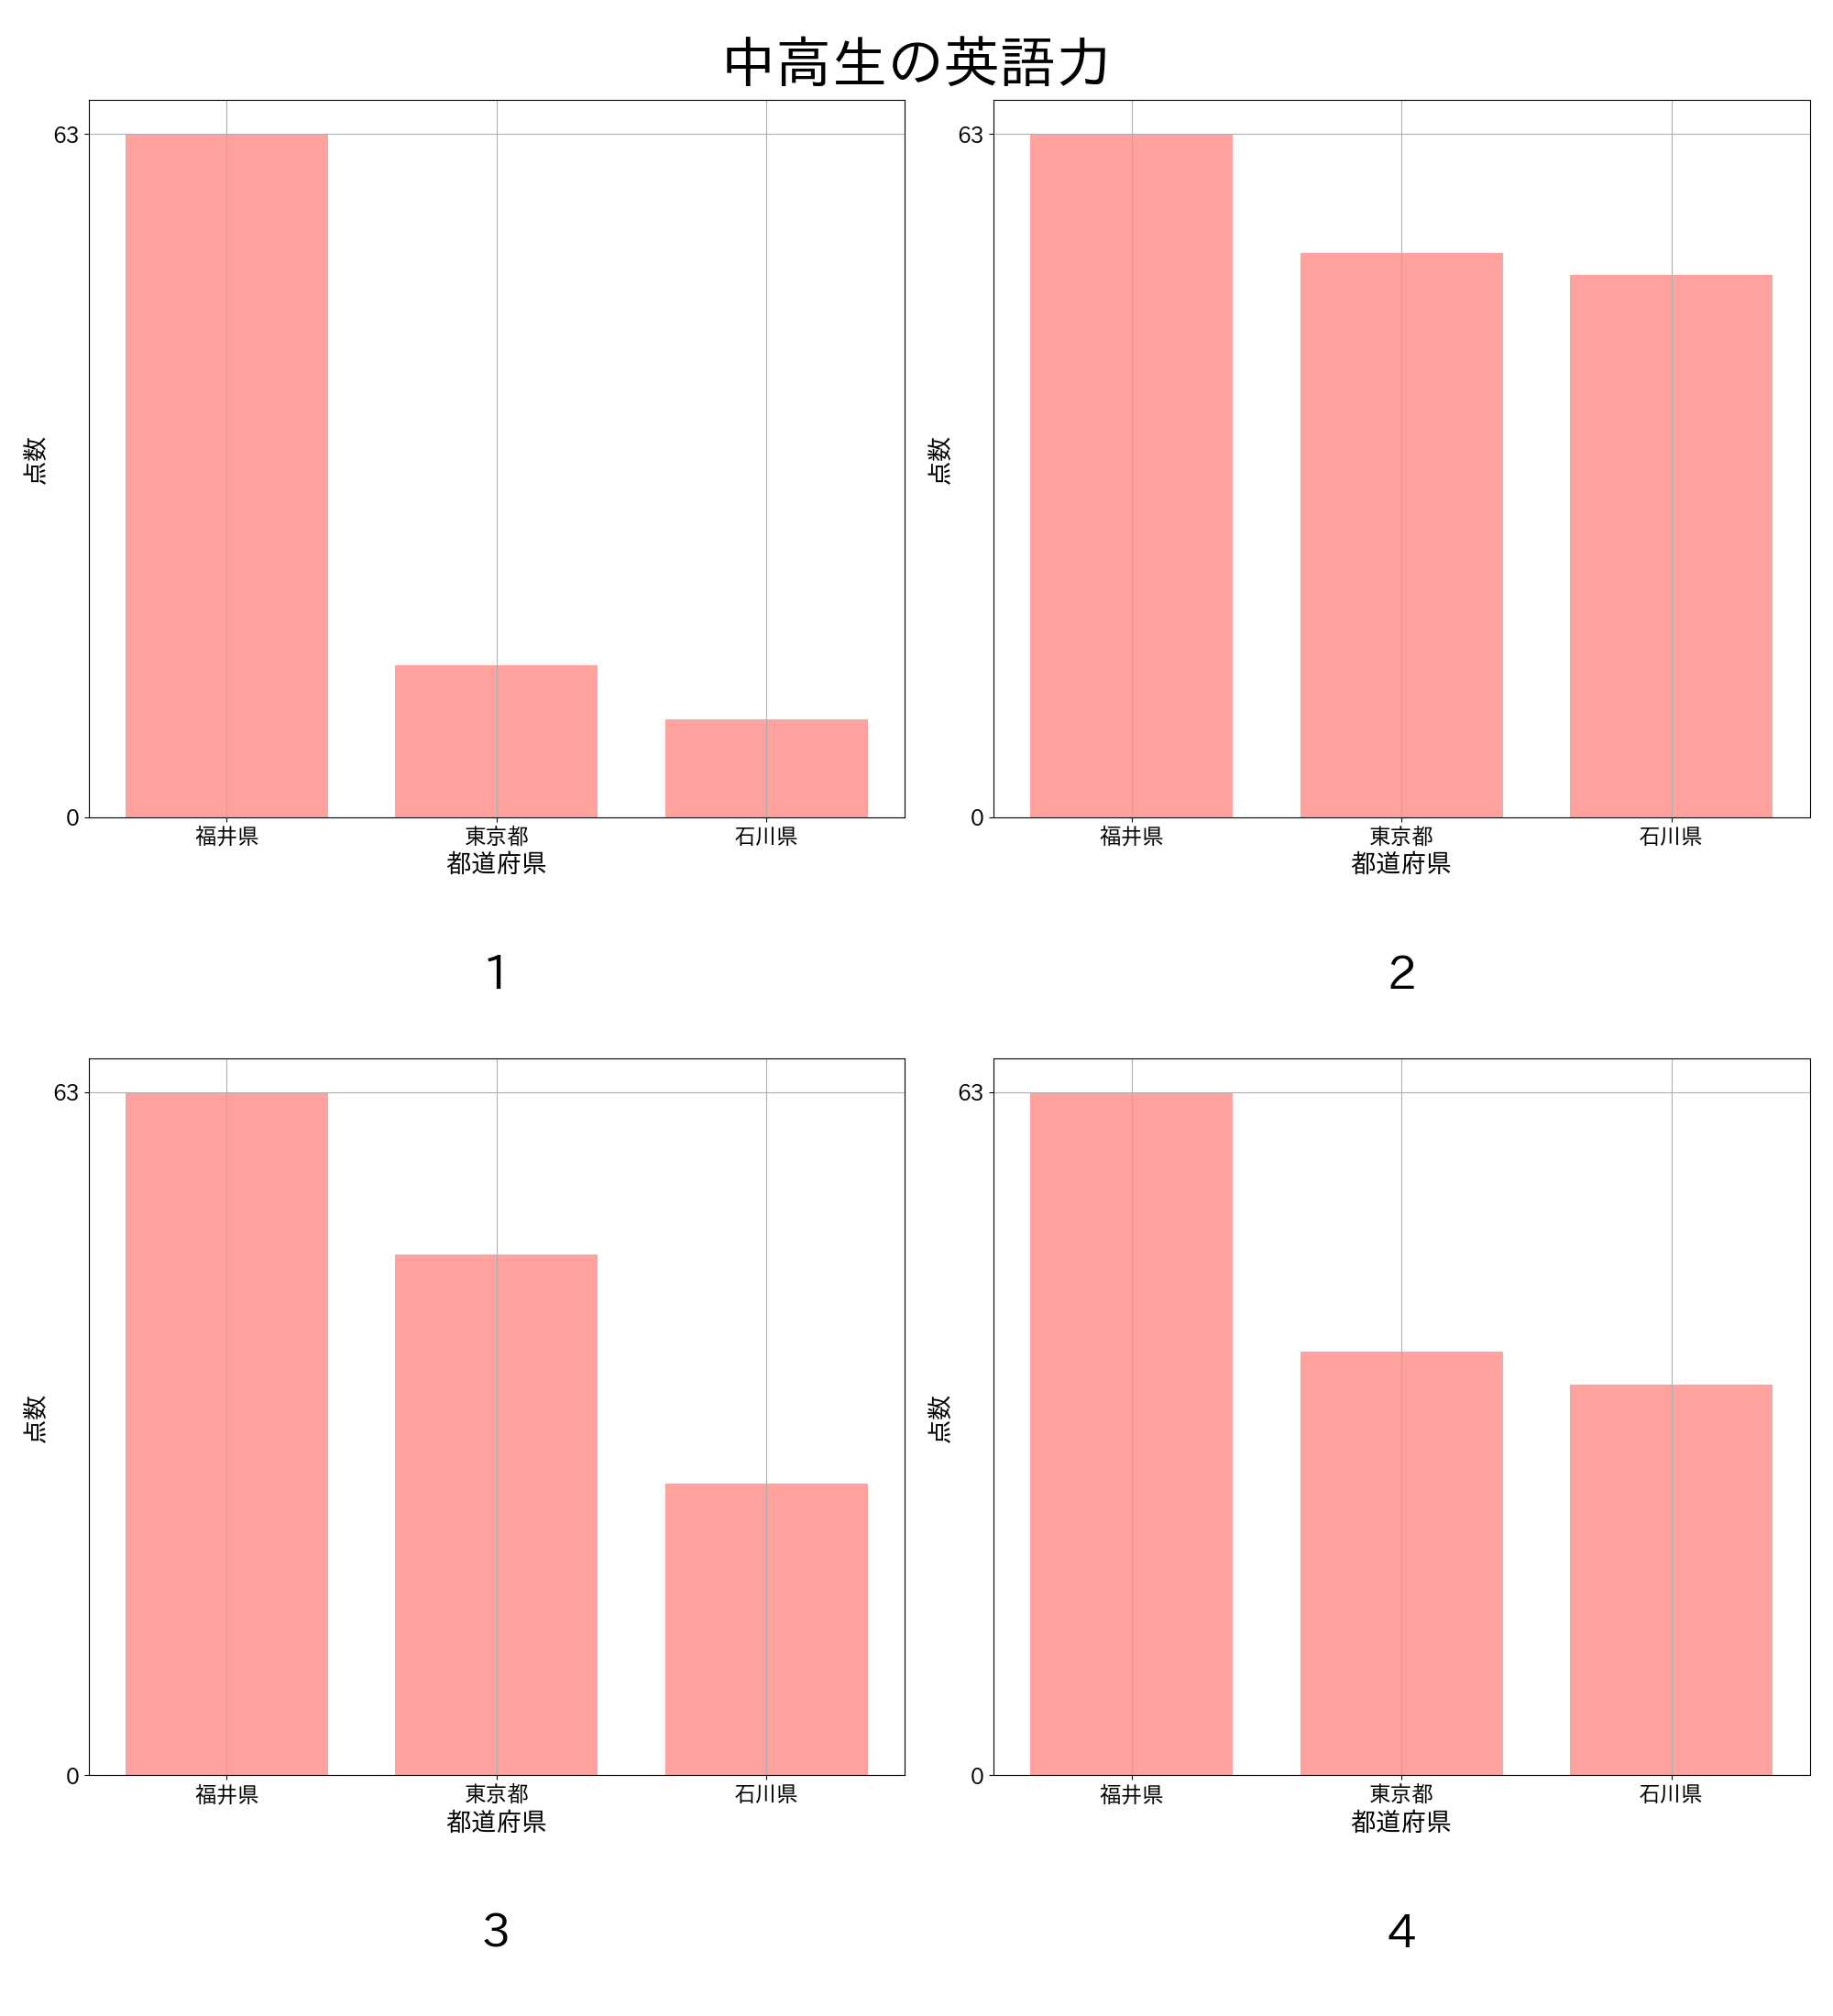 中高生の英語力
63
0
点数
福井県 東京都 石川県
都道府県
1
63
0
点数
福井県 東京都 石川県
都道府県
2
63
0
点数
福井県 東京都 石川県
都道府県
3
63
0
点数
福井県 東京都 石川県
都道府県
4